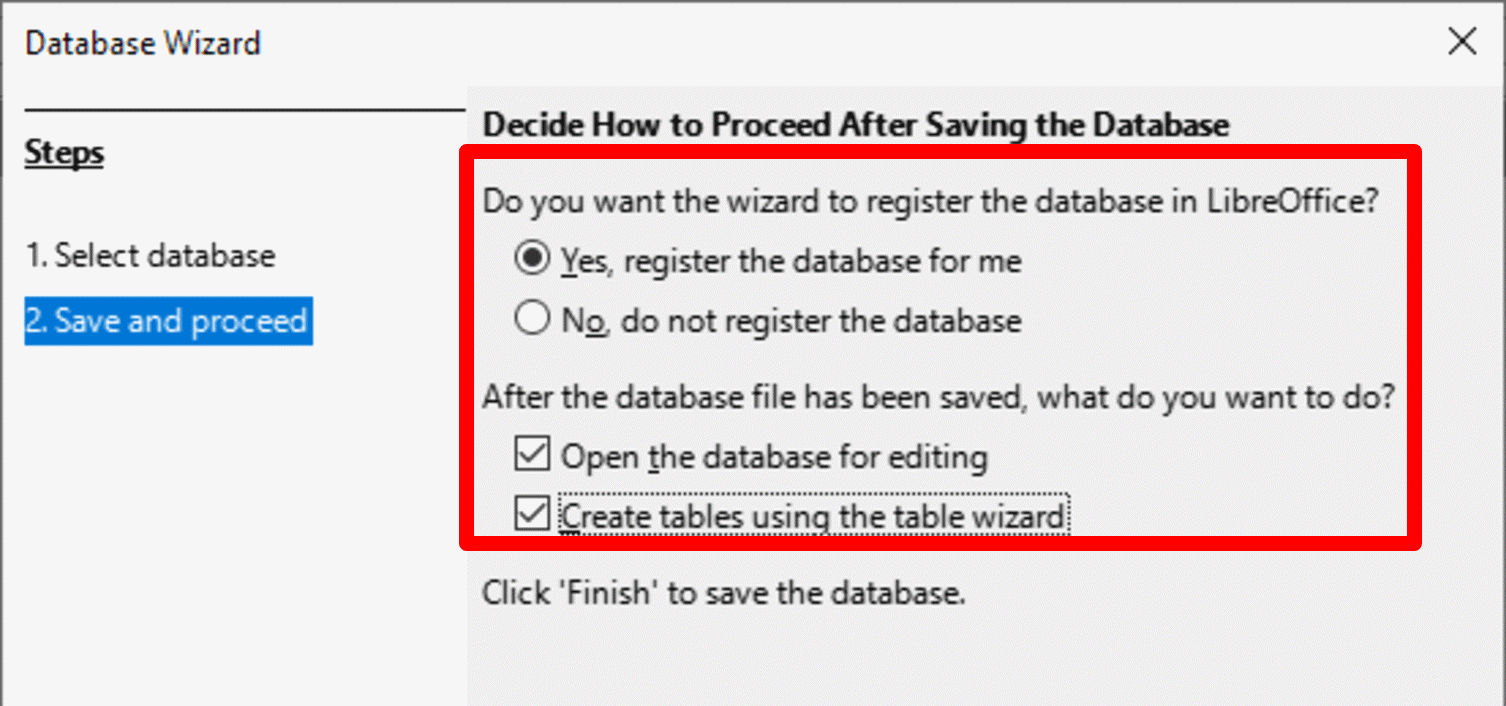 Database Wizard
Steps
1. Select database
2. Save and proceed
Decide How to Proceed After Saving the Database
Do you want the wizard to register the database in LibreOffice?
Yes, register the database for me
No, do not register the database
After the database file has been saved, what do you want to do?
Open the database for editing
Create tables using the table wizard
Click 'Finish' to save the database.